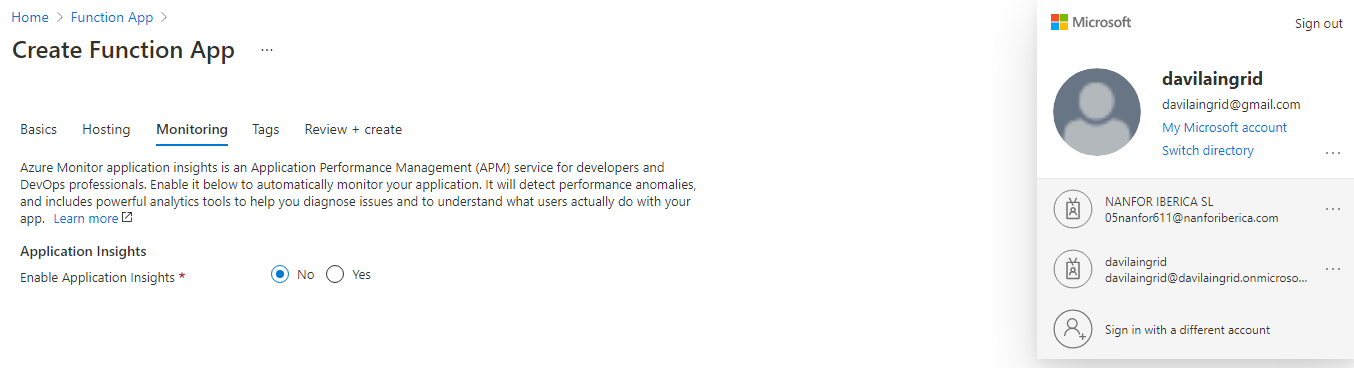 Home > Function App >
Create Function App ...
Basics Hosting Monitoring Tags Review + create
Azure Monitor application insights is an Application Performance Management (APM) service for developers and
DevOps professionals. Enable it below to automatically monitor your application. It will detect performance anomalies,
and includes powerful analytics tools to help you diagnose issues and to understand what users actually do with your
app. Learn more
Application Insights
Enable Application Insights *
No Yes
Microsoft
Sign out
davilaingrid
davilaingrid@gmail.com
My Microsoft account
Switch directory
...
NANFOR IBERICA SL
05nanfor611@nanforiberica.com
...
davilaingrid
davilaingrid@davilaingrid.onmicroso...
...
Sign in with a different account